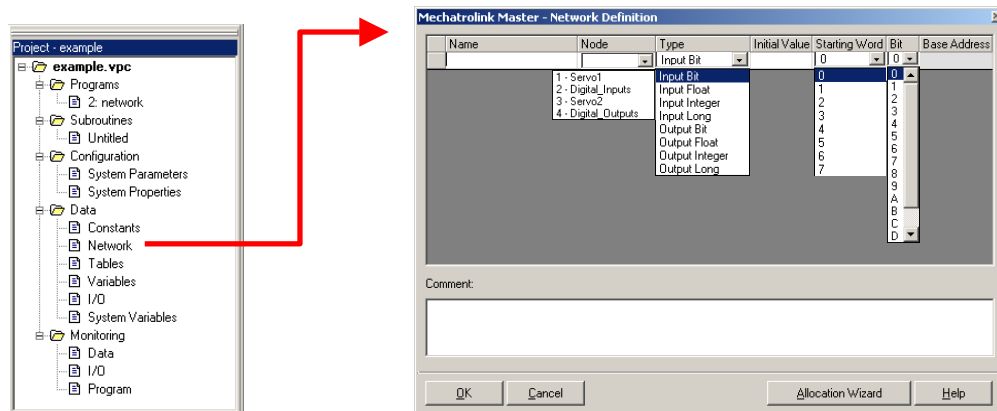 Project - example
example.vpc
Programs
2: network
Subroutines
Untitled
Configuration
System Parameters
System Properties
Data
Constants
Network
Tables
Variables
I/O
System Variables
Monitoring
Data
I/O
Program
Mechatrolink Master - Network Definition
Name Node Type Initial Value Starting Word Bit Base Address
Input Bit 0 0
1 - Servo1
2 - Digital_Inputs
3 - Servo2
4 - Digital_Outputs
Input Bit
Input Float
Input Integer
Input Long
Output Bit
Output Float
Output Integer
Output Long
0
1
2
3
4
5
6
7
0
1
2
3
4
5
6
7
8
9
A
B
C
D
Comment:
OK Cancel Allocation Wizard Help